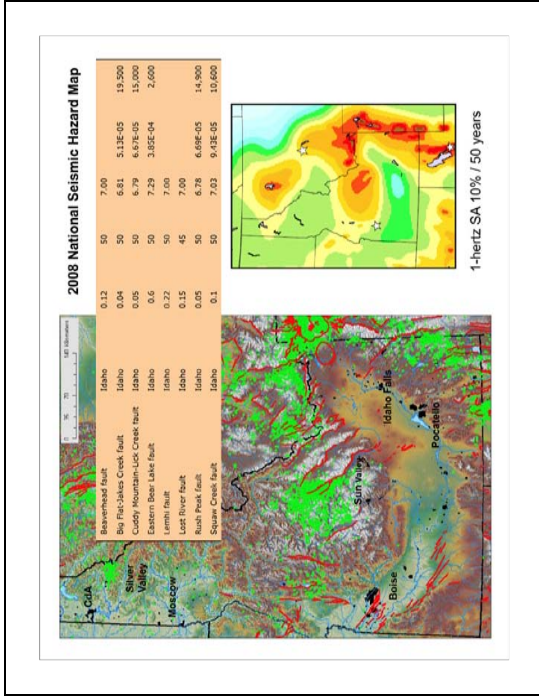 2008 National Seismic Hazard Map
Beaverhead fault Idaho 0.12 50 7.00
Big Flat-Jakes Creek fault Idaho 0.04 50 6.81 5.13E-05 19,500
Cuddy Mountain-Lick Creek fault Idaho 0.05 50 6.79 6.67E-05 15,000
Eastern Bear Lake fault Idaho 0.6 50 7.29 3.85E-04 2,600
Lemhi fault Idaho 0.22 50 7.00
Lost River fault Idaho 0.15 45 7.00
Rush Peak fault Idaho 0.05 50 6.78 6.69E-05 14,900
Squaw Creek fault Idaho 0.1 50 7.03 9.43E-05 10,600
CdA
Silver
Valley
Moscow
Sun Valley
Boise
Idaho Falls
Pocatello
1-hertz SA 10% / 50 years